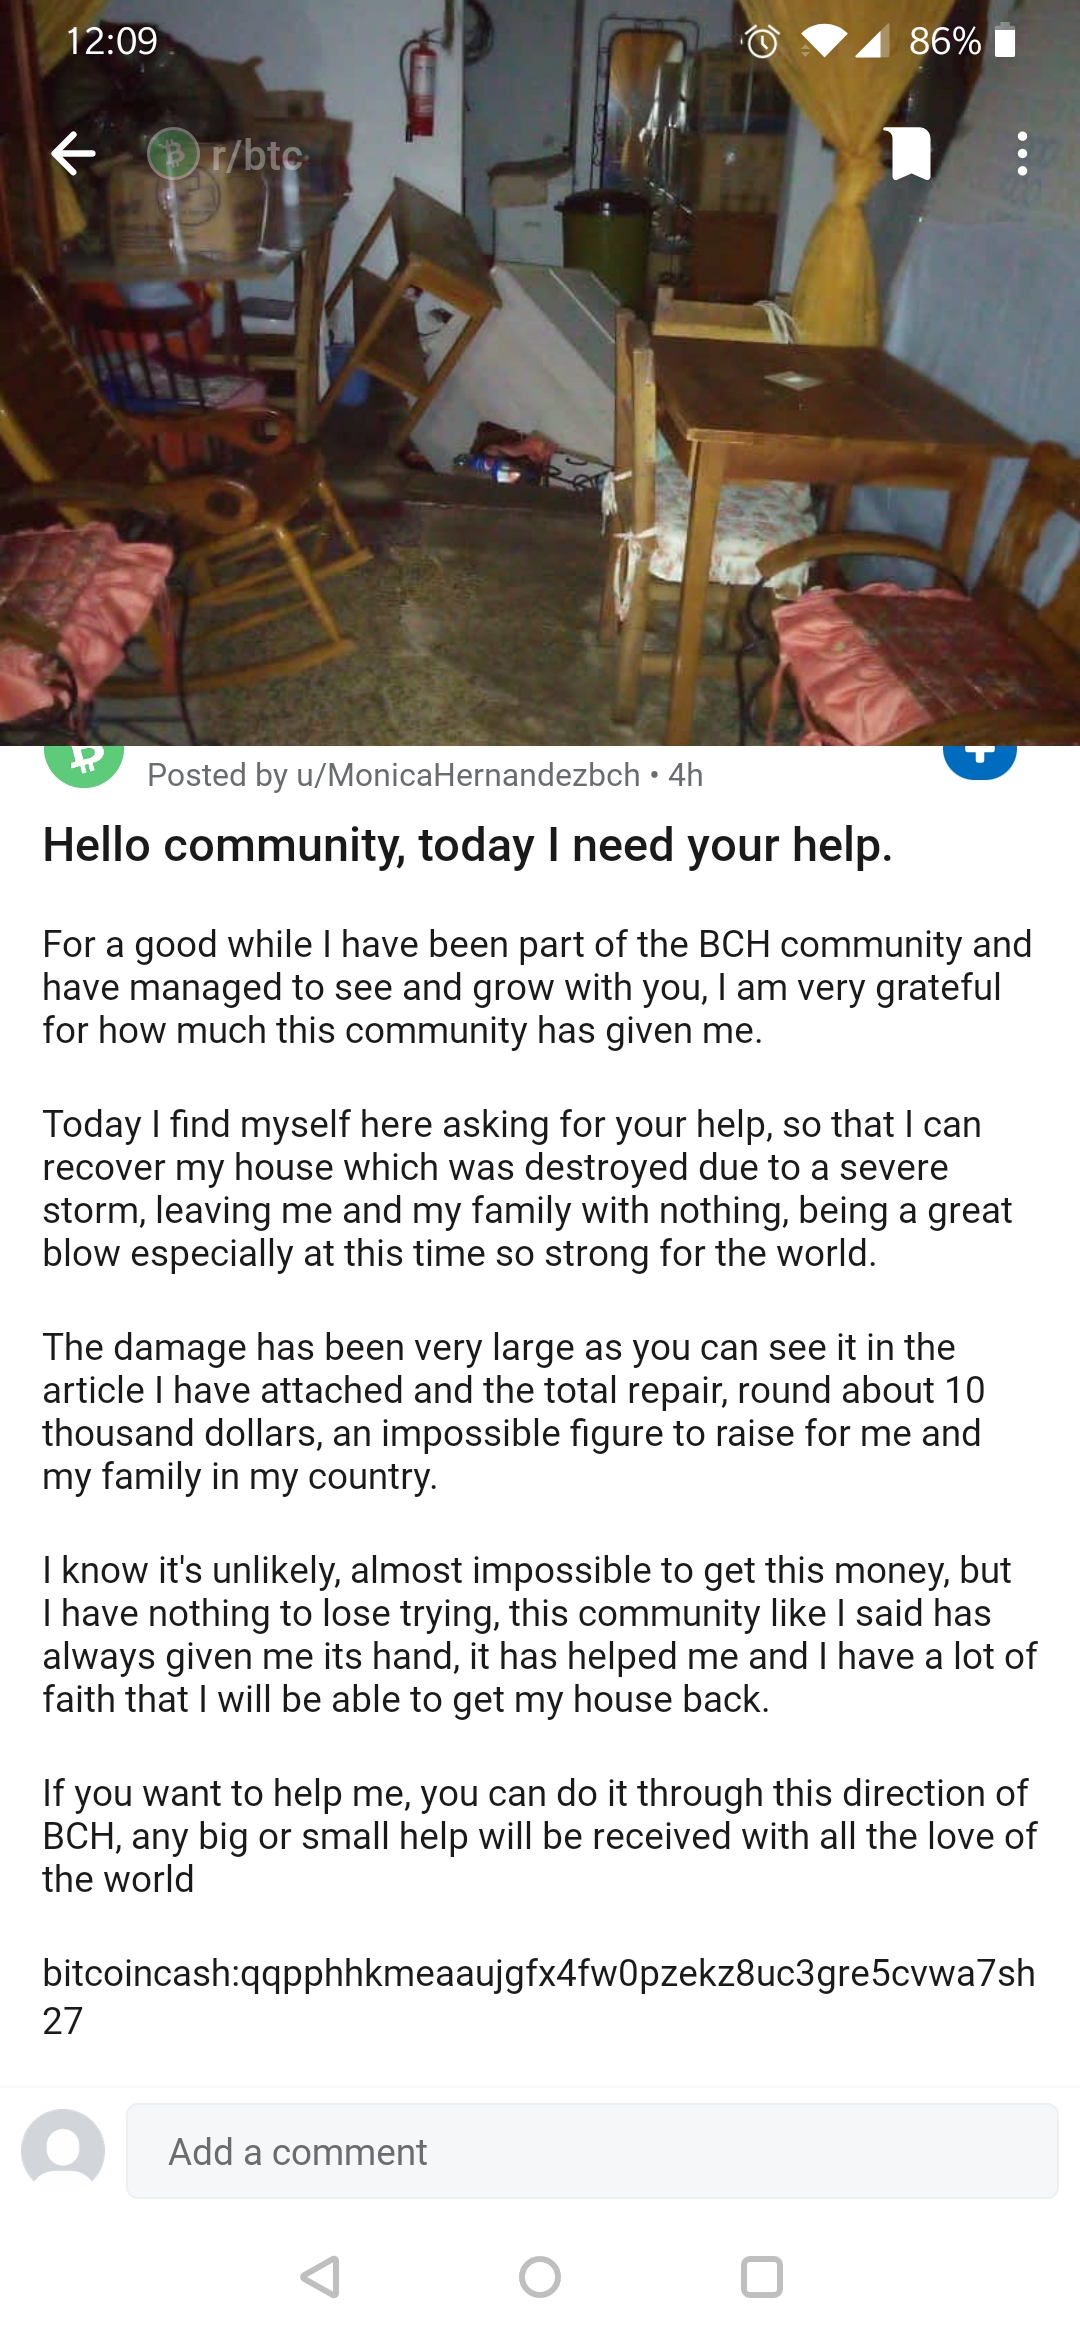 12:09
86%
r/btc
Posted by u/MonicaHernandezbch • 4h
Hello community, today I need your help.
For a good while I have been part of the BCH community and
have managed to see and grow with you, I am very grateful
for how much this community has given me.
Today I find myself here asking for your help, so that I can
recover my house which was destroyed due to a severe
storm, leaving me and my family with nothing, being a great
blow especially at this time so strong for the world.
The damage has been very large as you can see it in the
article I have attached and the total repair, round about 10
thousand dollars, an impossible figure to raise for me and
my family in my country.
I know it's unlikely, almost impossible to get this money, but
I have nothing to lose trying, this community like I said has
always given me its hand, it has helped me and I have a lot of
faith that I will be able to get my house back.
If you want to help me, you can do it through this direction of
BCH, any big or small help will be received with all the love of
the world
bitcoincash:qqpphhkmeaaujgfx4fw0pzekz8uc3gre5cvwa7sh
27
Add a comment